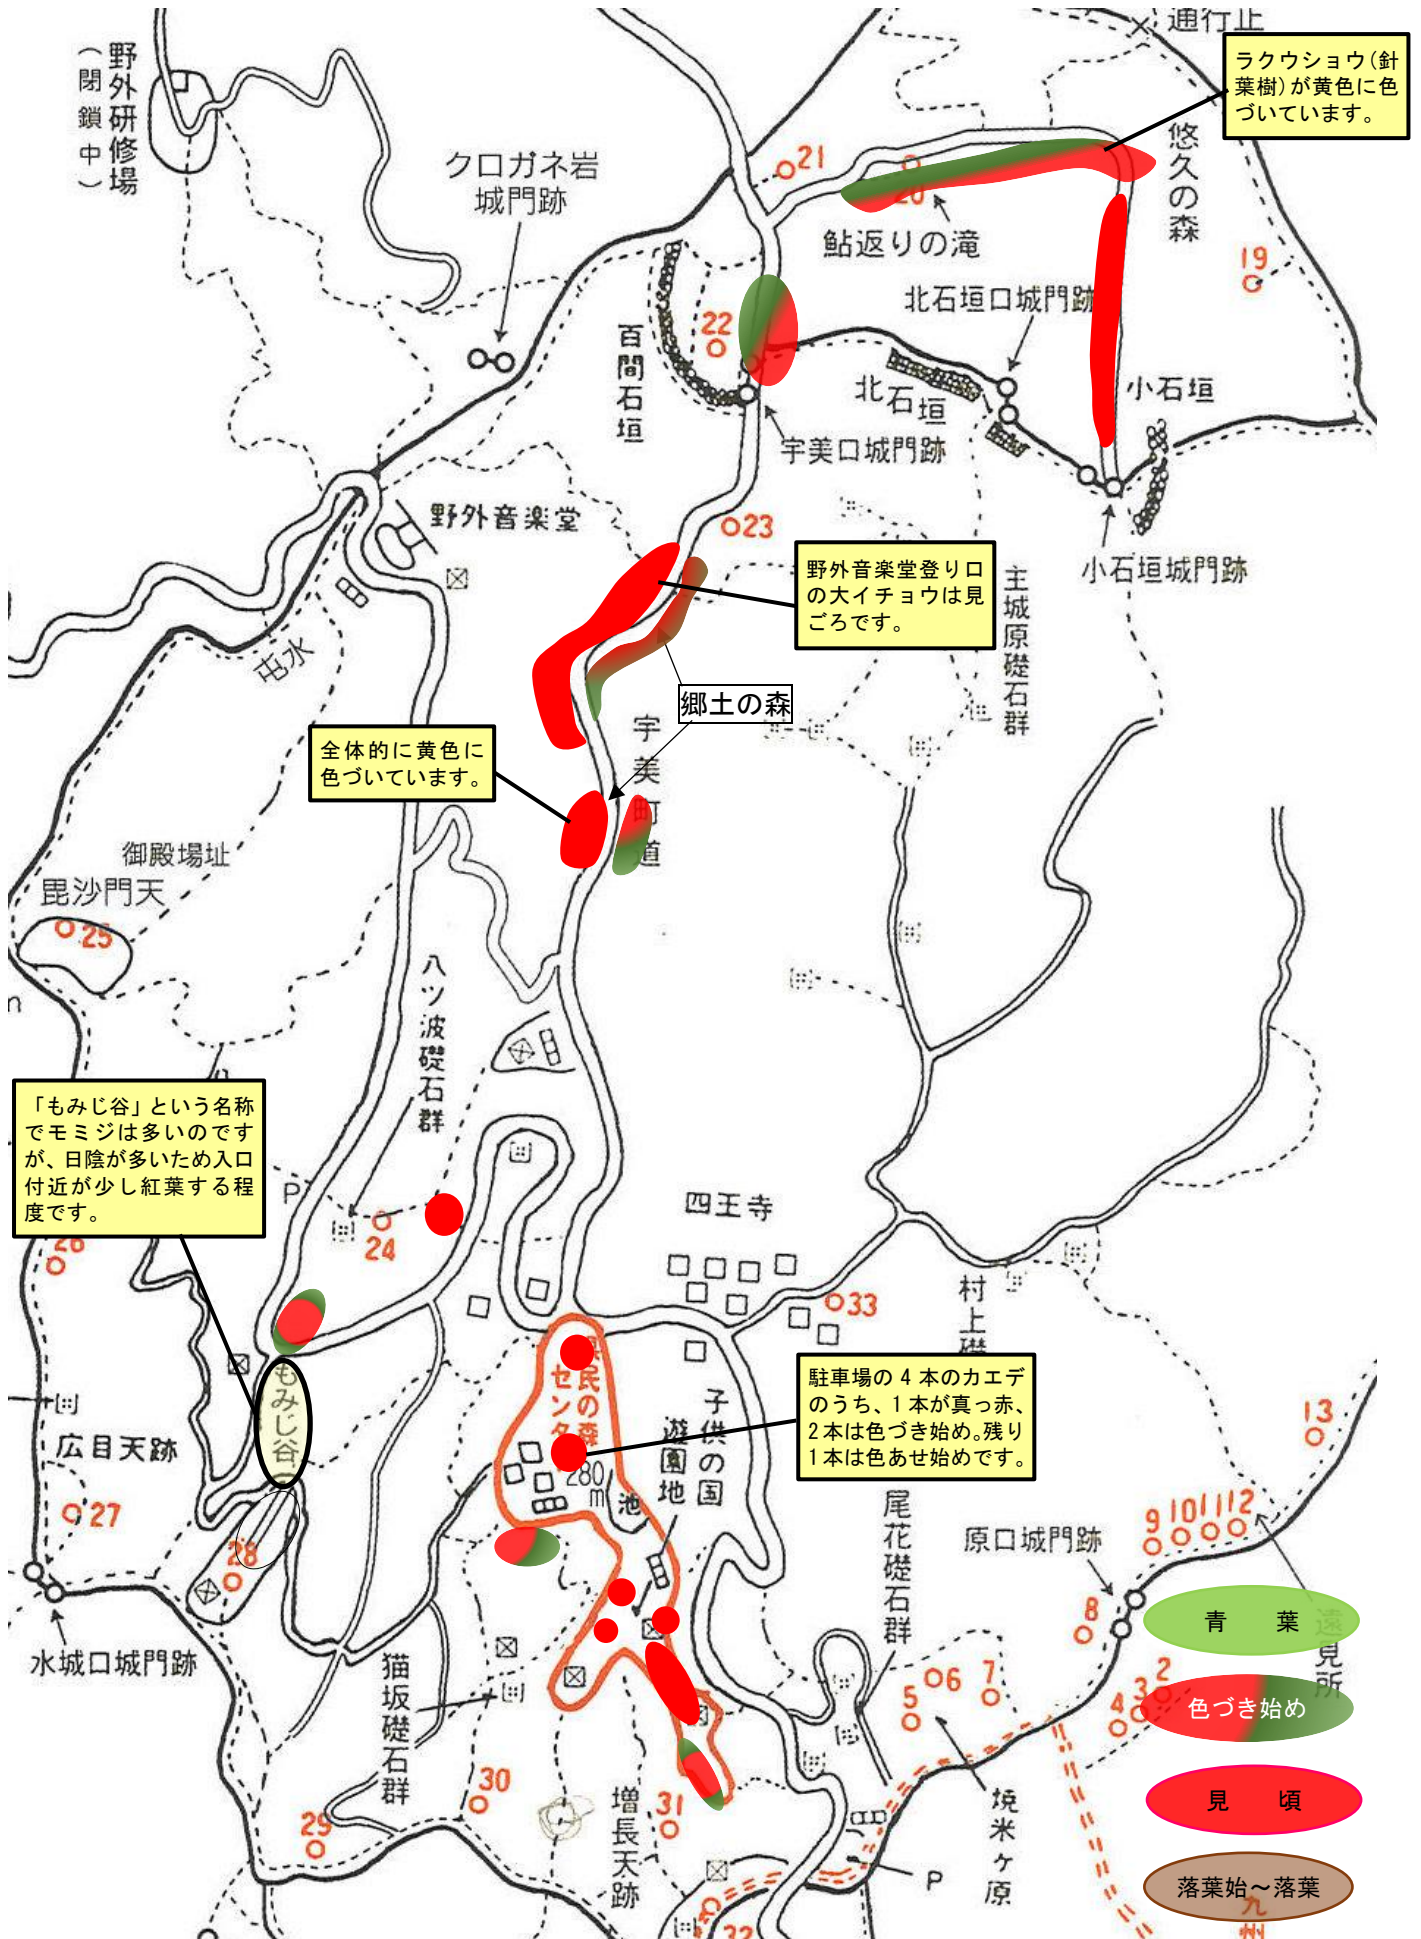 通行止
ラクウショウ(針
葉樹)が黄色に色
づいています。
野外研修場
(閉鎖中)
クロガネ岩
城門跡
21
20
悠久の森
鮎返りの滝
19
北石垣口城門跡
22
百間石垣
北石垣
小石垣
宇美口城門跡
野外音楽堂
23
小石垣城門跡
野外音楽堂登り口
の大イチョウは見
ごろです。
主城原礎石群
屯水
郷土の森
宇美町道
全体的に黄色に
色づいています。
御殿場址
毘沙門天
25
八ツ波礎石群
「もみじ谷」という名称
でモミジは多いのです
が、日陰が多いため入口
付近が少し紅葉する程
度です。
P
24
26
四王寺
33
村上礎
県民の森
センタ
もみじ谷
駐車場の4本のカエデ
のうち、1本が真っ赤、
2本は色づき始め。残り
1本は色あせ始めです。
子供の国
遊園地
280
m
池
13
広目天跡
27
28
尾花礎石群
原口城門跡
9 10 11 12
8
遠見所
水城口城門跡
猫坂礎石群
5
6
7
4
3
2
青 葉
色づき始め
見 頃
落葉始~落葉
30
29
31
増長天跡
焼米ヶ原
P
32
九州